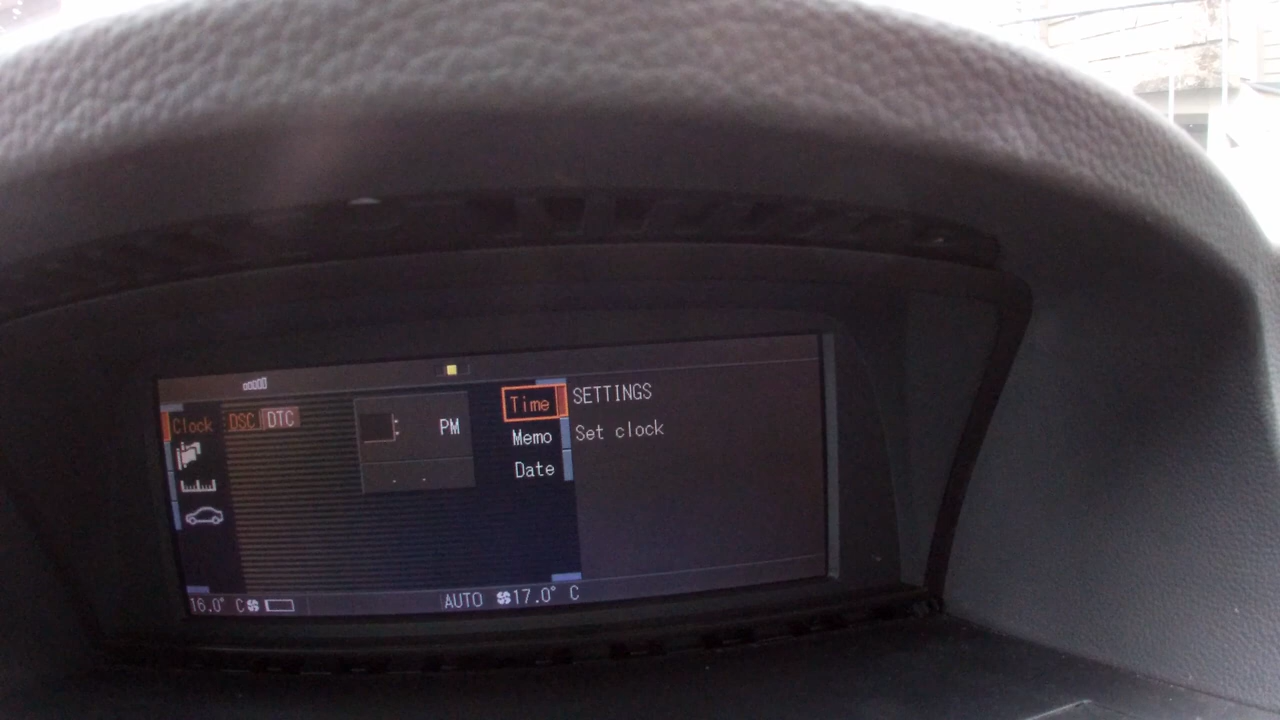 Clock
DSC DTC
PM
Time
Memo
Date
SETTINGS
Set clock
16.0° C
AUTO 17.0° C